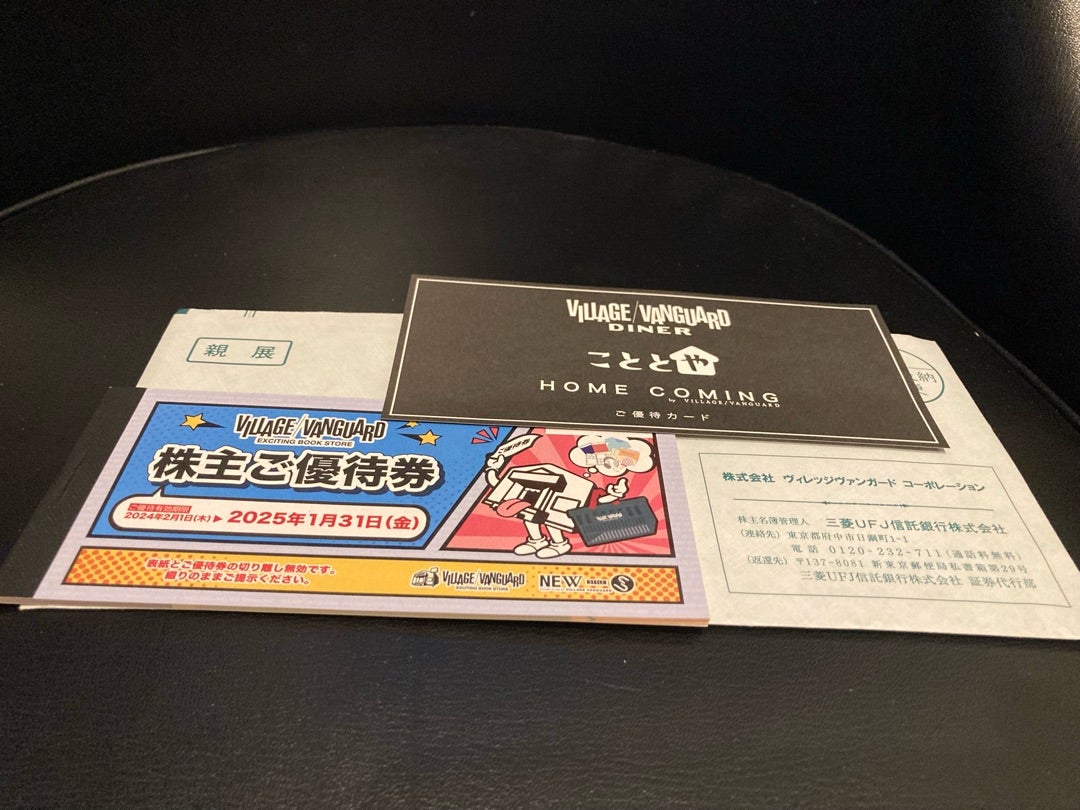 VILLAGE/VANGUARD
DINER
こととや
HOME COMING
by VILLAGE/VANGUARD
ご優待カード
親展
VILLAGE/VANGUARD
EXCITING BOOK STORE
株主ご優待券
ご優待有効期限
2024年2月1日(木)▶2025年1月31日(金)
ご優待券
表紙とご優待券の切り離し無効です。
綴りのままご提示ください。
VILLAGE/VANGUARD
EXCITING BOOK STORE
NEW
株式会社 ヴィレッジヴァンガード コーポレーション
株主名簿管理人 三菱UFJ信託銀行株式会社
(連絡先) 東京都府中市日鋼町1-1
電話 0120-232-711(通話料無料)
(返還先) 〒137-8081 新東京郵便局私書箱第29号
三菱UFJ信託銀行株式会社 証券代行部